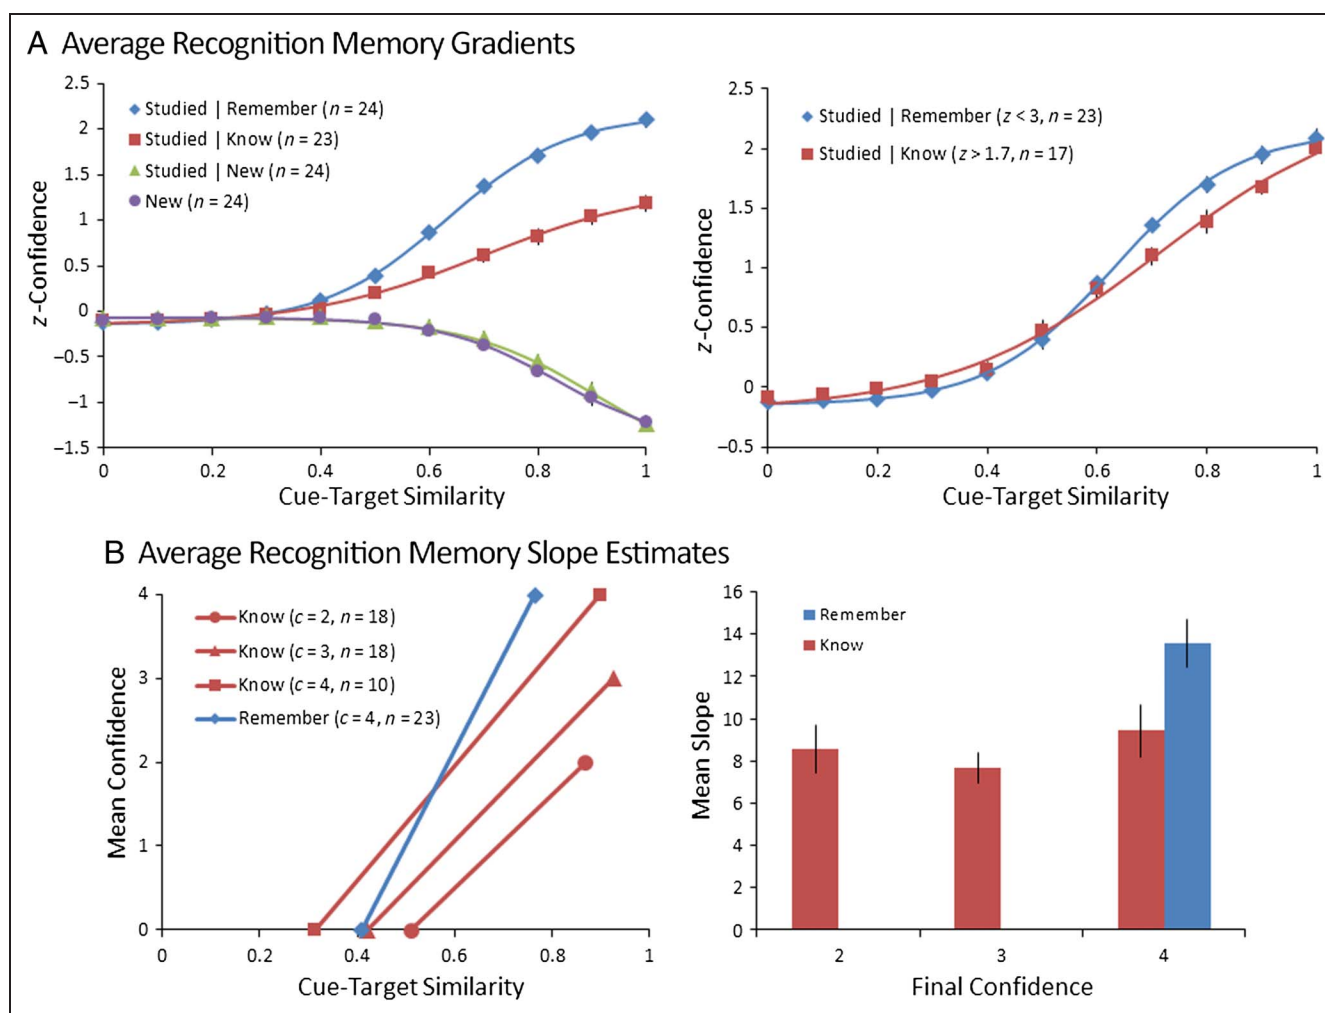 A Average Recognition Memory Gradients
2.5
2
1.5
1
0.5
0
–0.5
–1
–1.5
z-Confidence
Studied | Remember (n = 24)
Studied | Know (n = 23)
Studied | New (n = 24)
New (n = 24)
0 0.2 0.4 0.6 0.8 1
Cue-Target Similarity
2.5
2
1.5
1
0.5
0
–0.5
z-Confidence
Studied | Remember (z < 3, n = 23)
Studied | Know (z > 1.7, n = 17)
0 0.2 0.4 0.6 0.8 1
Cue-Target Similarity
B Average Recognition Memory Slope Estimates
4
3
2
1
0
Mean Confidence
Know (c = 2, n = 18)
Know (c = 3, n = 18)
Know (c = 4, n = 10)
Remember (c = 4, n = 23)
0 0.2 0.4 0.6 0.8 1
Cue-Target Similarity
16
14
12
10
8
6
4
2
0
Mean Slope
Remember
Know
2 3 4
Final Confidence